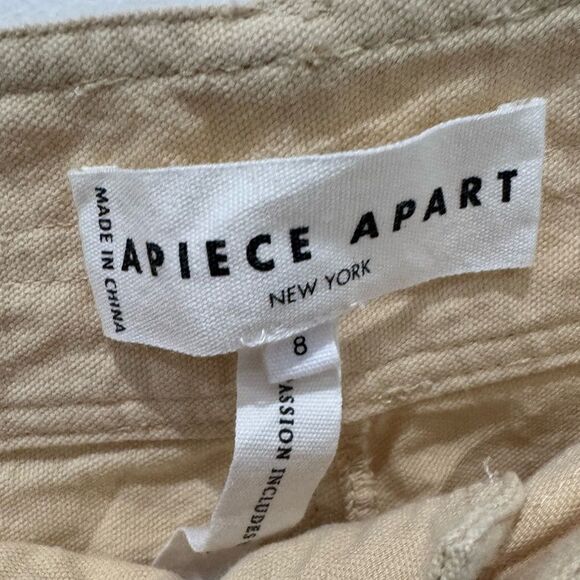 MADE IN CHINA
APIECE APART
NEW YORK
8
ASSION INCLUDES